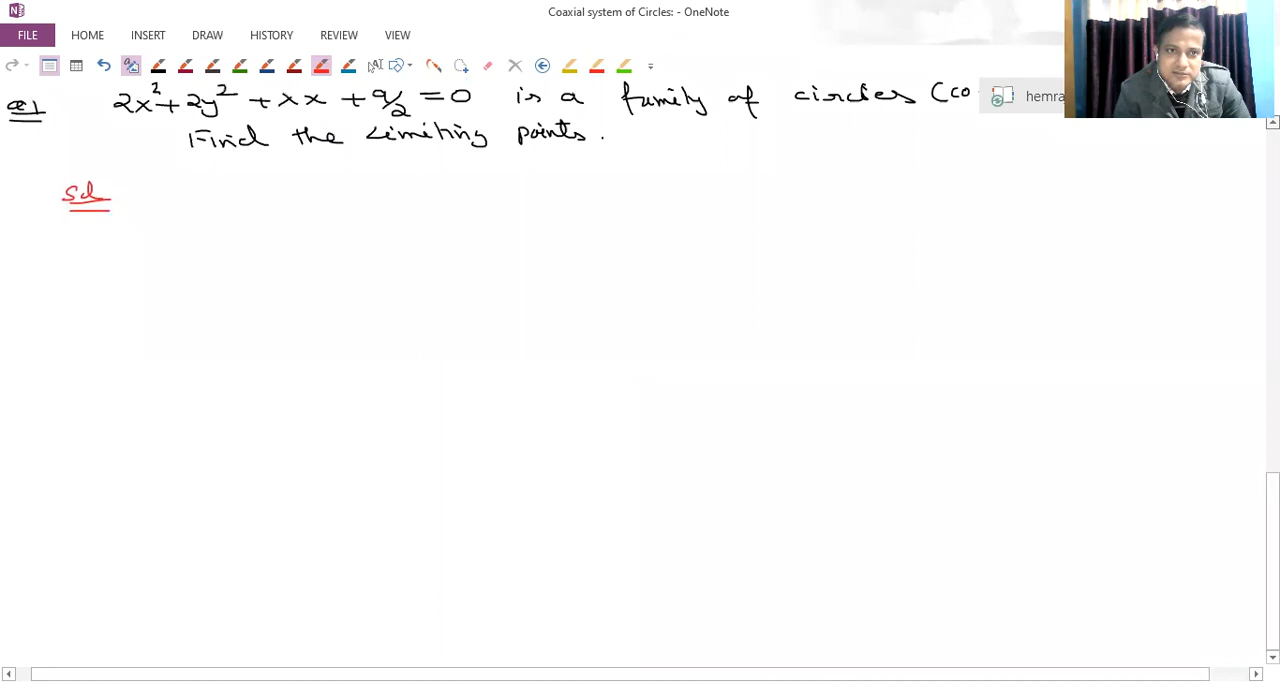 Coaxial system of Circles: - OneNote
FILE HOME INSERT DRAW HISTORY REVIEW VIEW
Q1 2x² + 2y² + λx + 9/2 = 0 is a family of circles (co
hemra
Find the Limiting points.
Sol